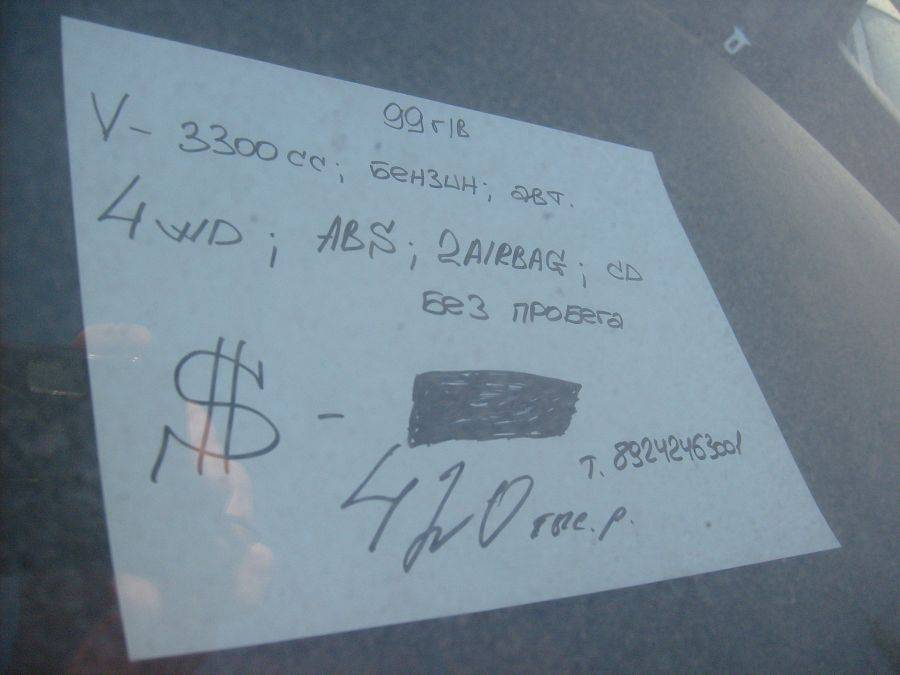 99 г/в
V- 3300 cc; бензин; авт.
4WD; ABS; 2AIRBAG; CD
без пробега
$ -
т. 89242463001
420 тыс. р.